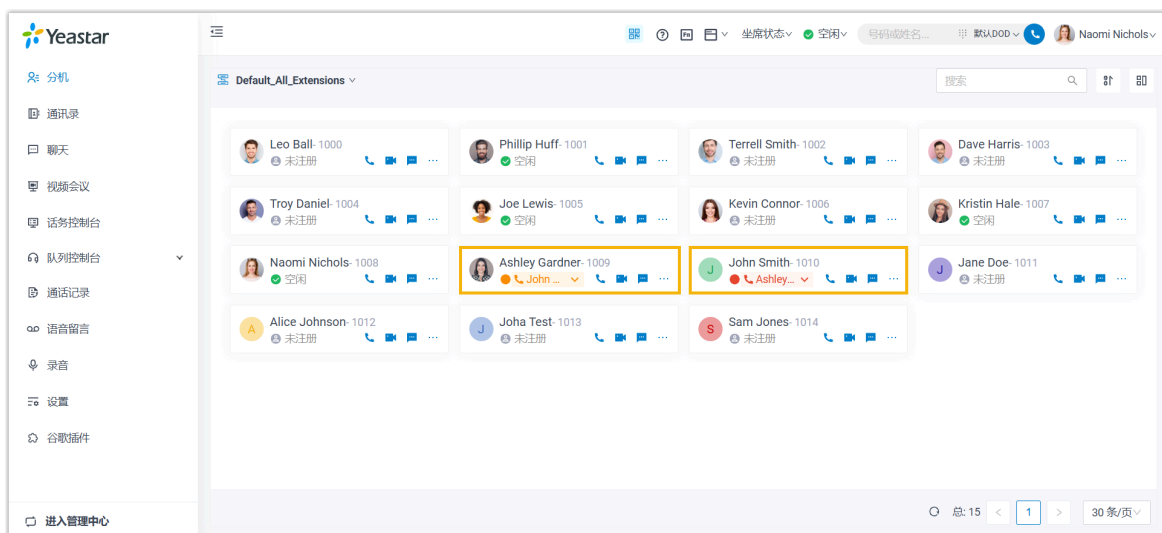 Yeastar
坐席状态 空闲 号码或姓名... 默认DOD Naomi Nichols
分机
通讯录
聊天
视频会议
话务控制台
队列控制台
通话记录
语音留言
录音
设置
谷歌插件
进入管理中心
Default_All_Extensions 搜索
Leo Ball- 1000
未注册
Phillip Huff- 1001
空闲
Terrell Smith- 1002
未注册
Dave Harris- 1003
未注册
Troy Daniel- 1004
未注册
Joe Lewis- 1005
空闲
Kevin Connor- 1006
未注册
Kristin Hale- 1007
空闲
Naomi Nichols- 1008
空闲
Ashley Gardner- 1009
John ...
J
John Smith- 1010
Ashley...
J
Jane Doe- 1011
未注册
A
Alice Johnson- 1012
未注册
J
Joha Test- 1013
未注册
S
Sam Jones- 1014
未注册
总: 15 < 1 > 30 条/页